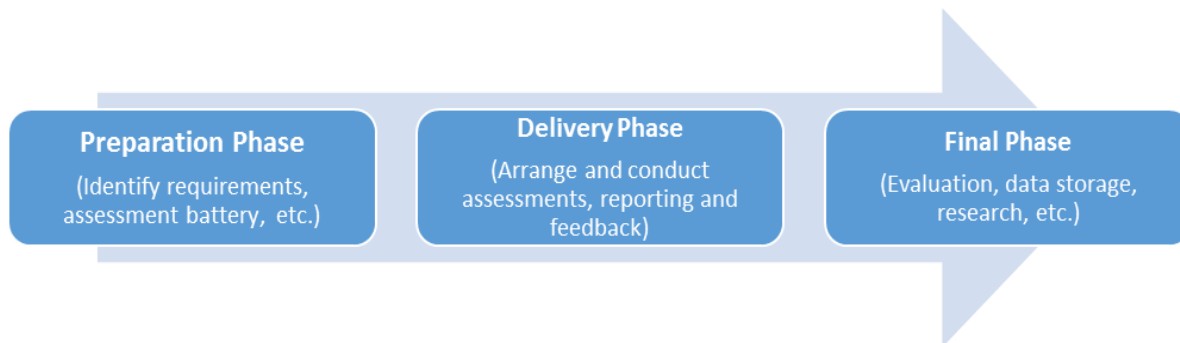 Preparation Phase
(Identify requirements,
assessment battery, etc.)
Delivery Phase
(Arrange and conduct
assessments, reporting and
feedback)
Final Phase
(Evaluation, data storage,
research, etc.)